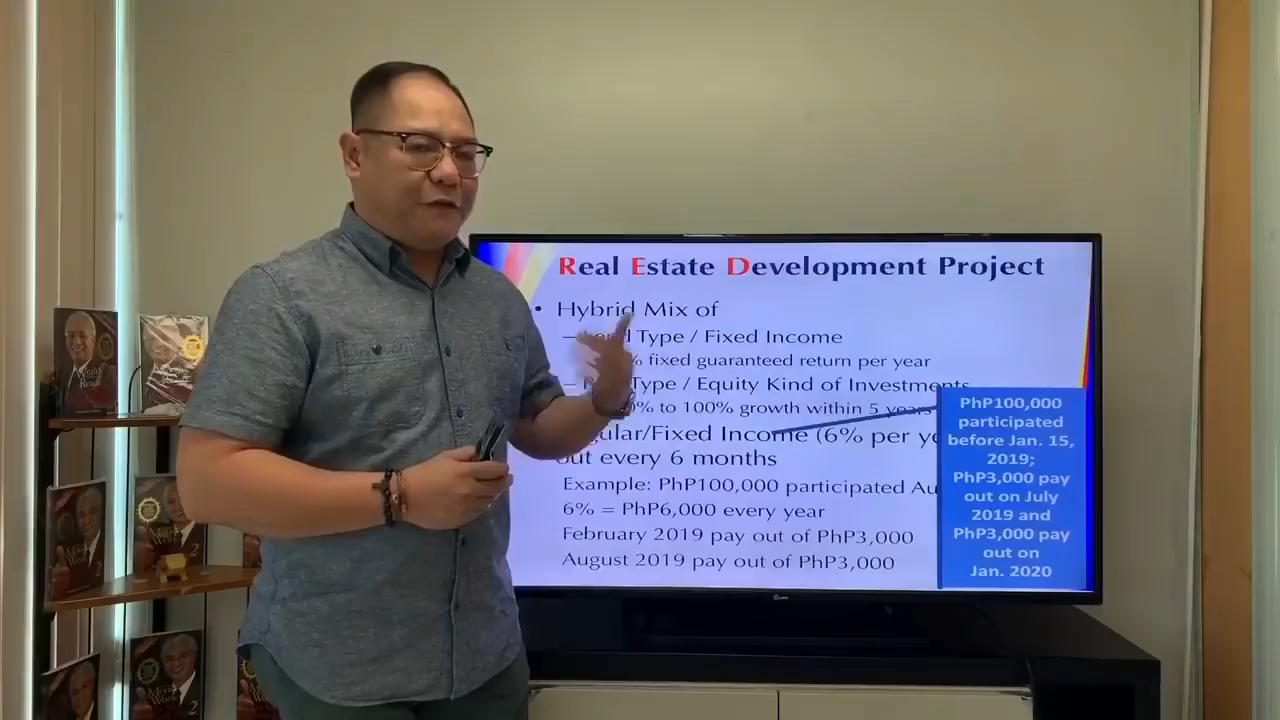 Real Estate Development Project
• Hybrid Mix of
Type / Fixed Income
% fixed guaranteed return per year
Type / Equity Kind of Investments
to 100% growth within 5 years
Income (6% per
every 6 months
Example: PhP100,000 participated
6% = PhP6,000 every year
February 2019 pay out of PhP3,000
August 2019 pay out of PhP3,000
PhP100,000
participated
before Jan. 15,
2019;
PhP3,000 pay
out on July
2019 and
PhP3,000 pay
out on
Jan. 2020